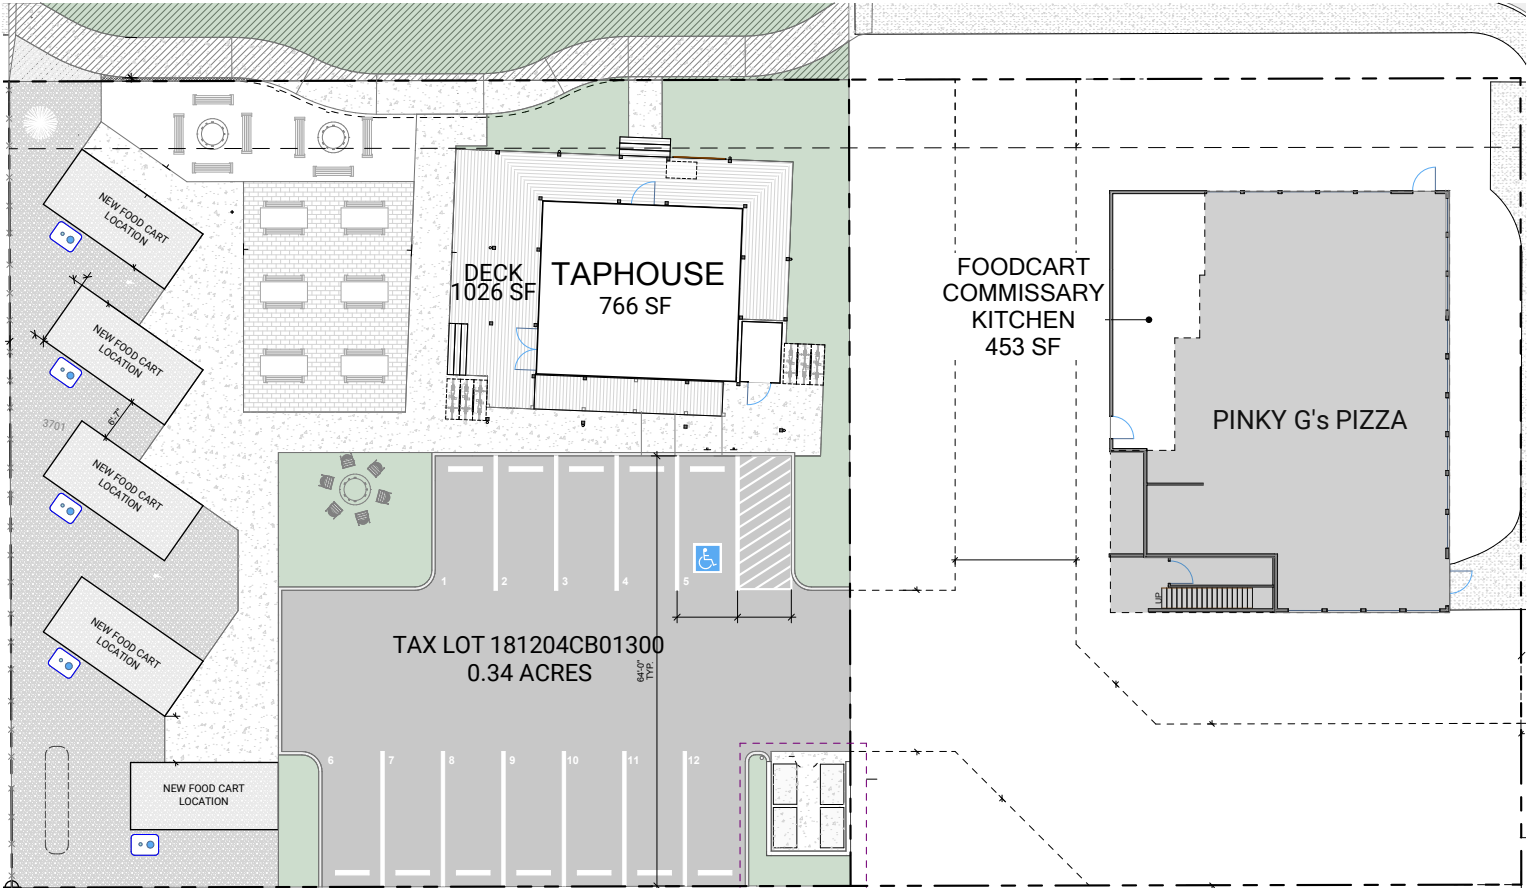 NEW FOOD CART
LOCATION
NEW FOOD CART
LOCATION
6'-7"
3701
NEW FOOD CART
LOCATION
NEW FOOD CART
LOCATION
NEW FOOD CART
LOCATION
DECK
1026 SF
TAPHOUSE
766 SF
FOODCART
COMMISSARY
KITCHEN
453 SF
PINKY G's PIZZA
UP
1
2
3
4
5
TAX LOT 181204CB01300
0.34 ACRES
64'-0"
TYP.
6
7
8
9
10
11
12